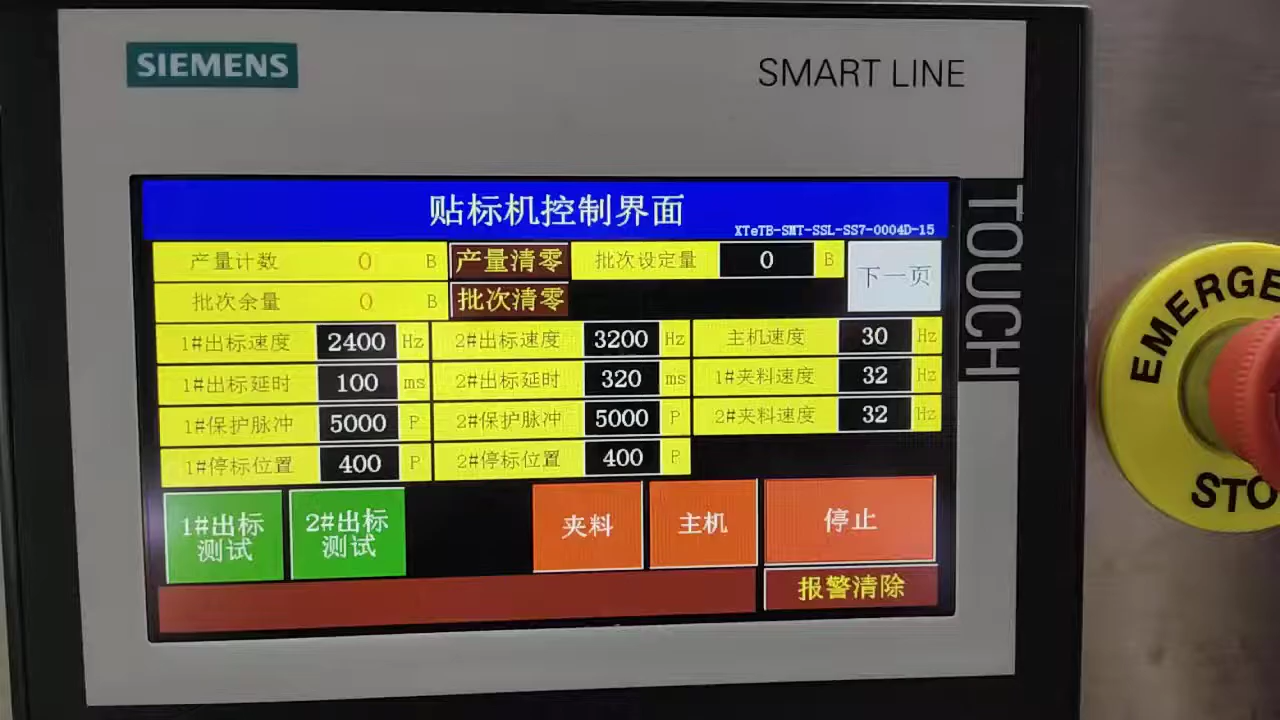 SIEMENS
SMART LINE
TOUCH
贴标机控制界面
XTeTB-SMT-SSL-SS7-0004D-15
产量计数 0 B 产量清零 批次设定量 0 B 下一页
批次余量 0 B 批次清零
1#出标速度 2400 Hz 2#出标速度 3200 Hz 主机速度 30 Hz
1#出标延时 100 ms 2#出标延时 320 ms 1#夹料速度 32 Hz
1#保护脉冲 5000 P 2#保护脉冲 5000 P 2#夹料速度 32 Hz
1#停标位置 400 P 2#停标位置 400 P
1#出标
测试
2#出标
测试
夹料
主机
停止
报警清除
EMERGE
STO